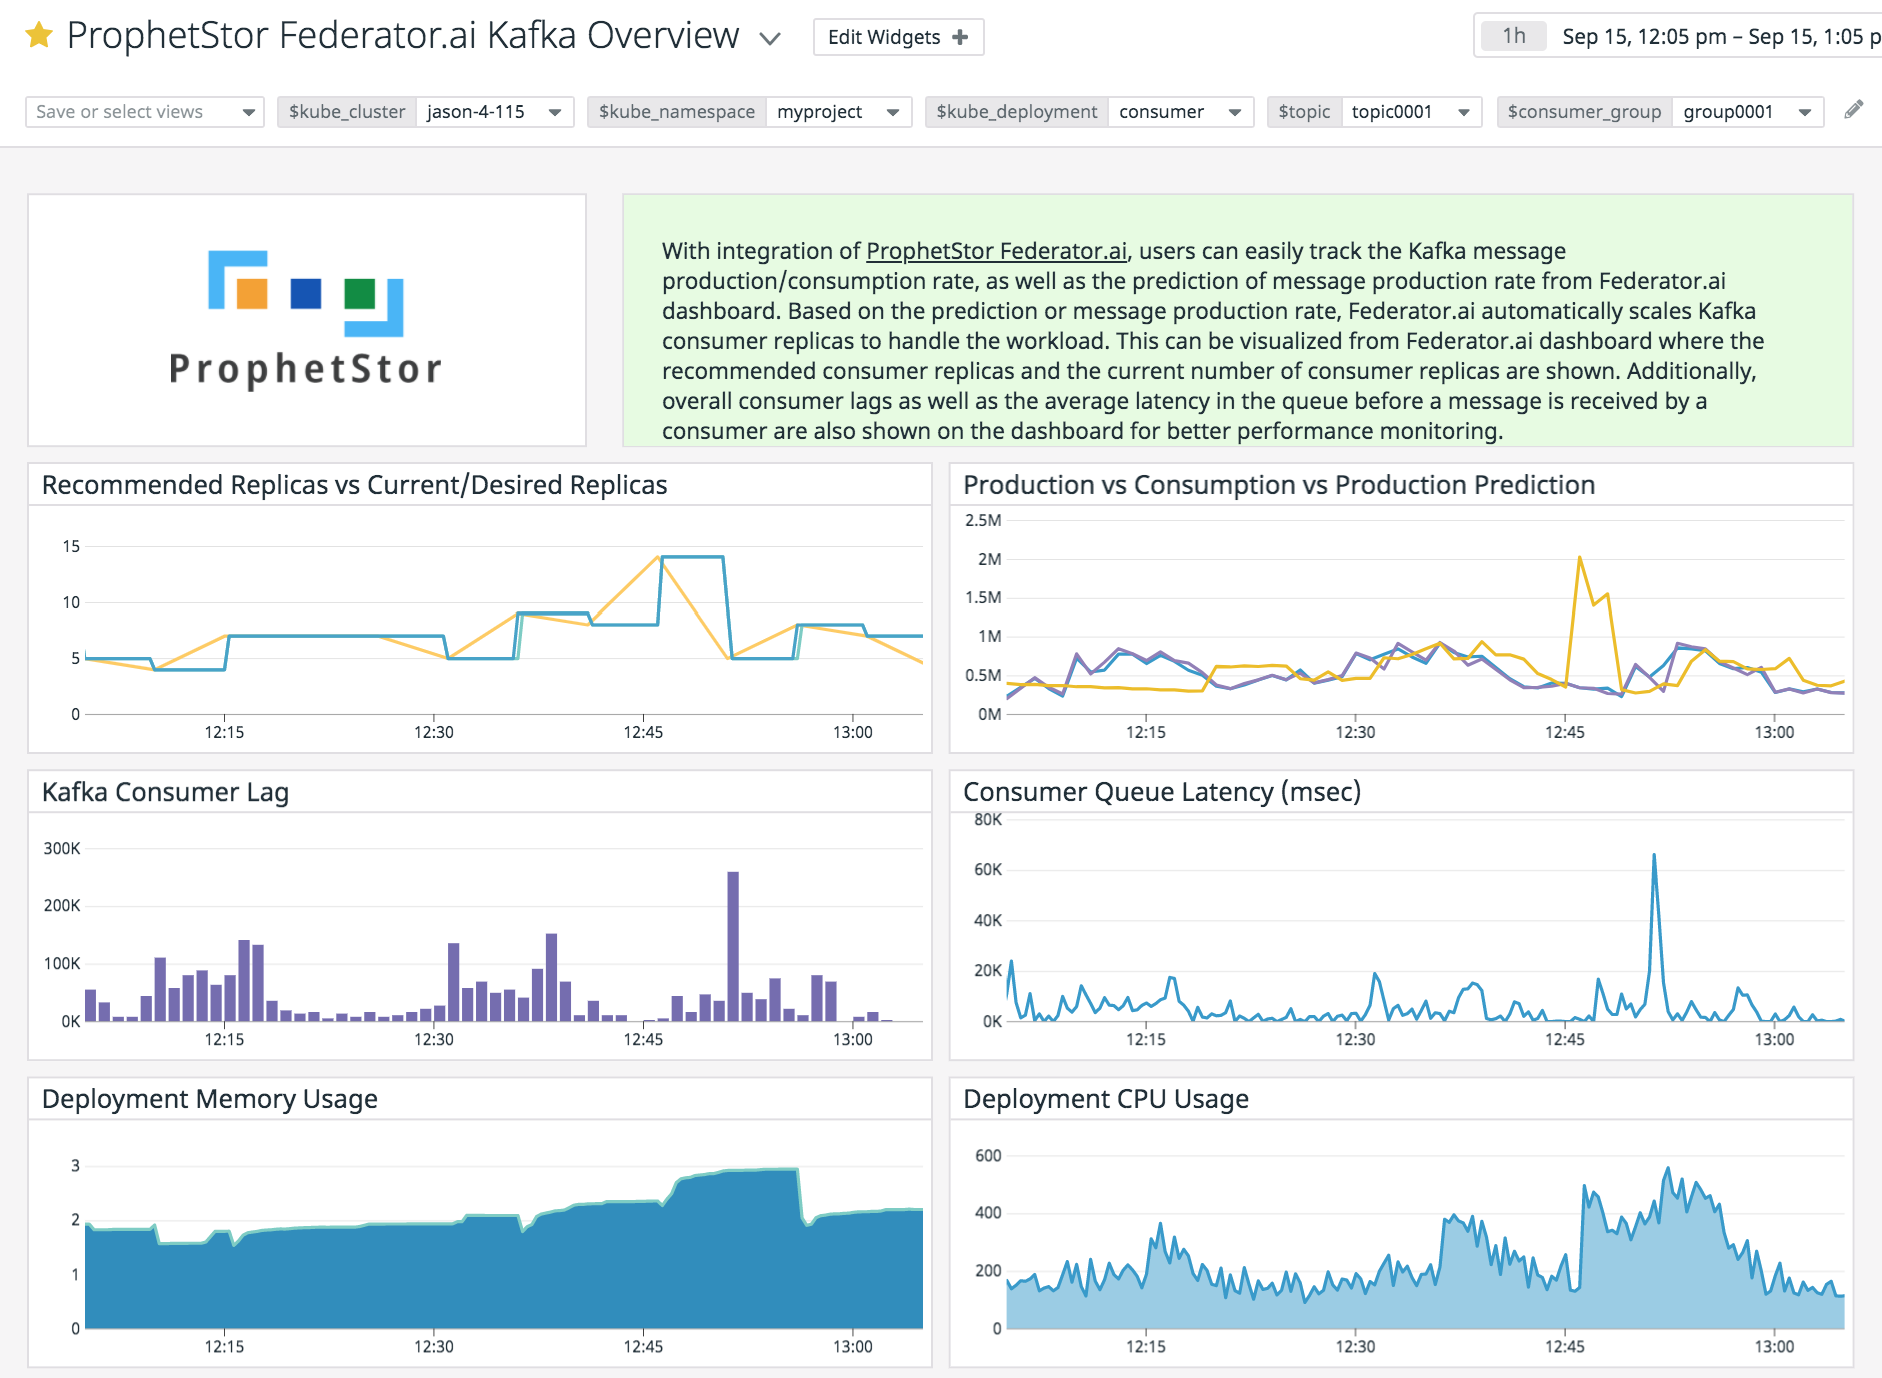 ProphetStor Federator.ai Kafka Overview
Edit Widgets +
1h Sep 15, 12:05 pm – Sep 15, 1:05 p
Save or select views
$kube_cluster jason-4-115
$kube_namespace myproject
$kube_deployment consumer
$topic topic0001
$consumer_group group0001
ProphetStor
With integration of ProphetStor Federator.ai, users can easily track the Kafka message
production/consumption rate, as well as the prediction of message production rate from Federator.ai
dashboard. Based on the prediction or message production rate, Federator.ai automatically scales Kafka
consumer replicas to handle the workload. This can be visualized from Federator.ai dashboard where the
recommended consumer replicas and the current number of consumer replicas are shown. Additionally,
overall consumer lags as well as the average latency in the queue before a message is received by a
consumer are also shown on the dashboard for better performance monitoring.
Recommended Replicas vs Current/Desired Replicas
15
10
5
0
12:15 12:30 12:45 13:00
Production vs Consumption vs Production Prediction
2.5M
2M
1.5M
1M
0.5M
0M
12:15 12:30 12:45 13:00
Kafka Consumer Lag
300K
200K
100K
0K
12:15 12:30 12:45 13:00
Consumer Queue Latency (msec)
80K
60K
40K
20K
0K
12:15 12:30 12:45 13:00
Deployment Memory Usage
3
2
1
0
12:15 12:30 12:45 13:00
Deployment CPU Usage
600
400
200
0
12:15 12:30 12:45 13:00